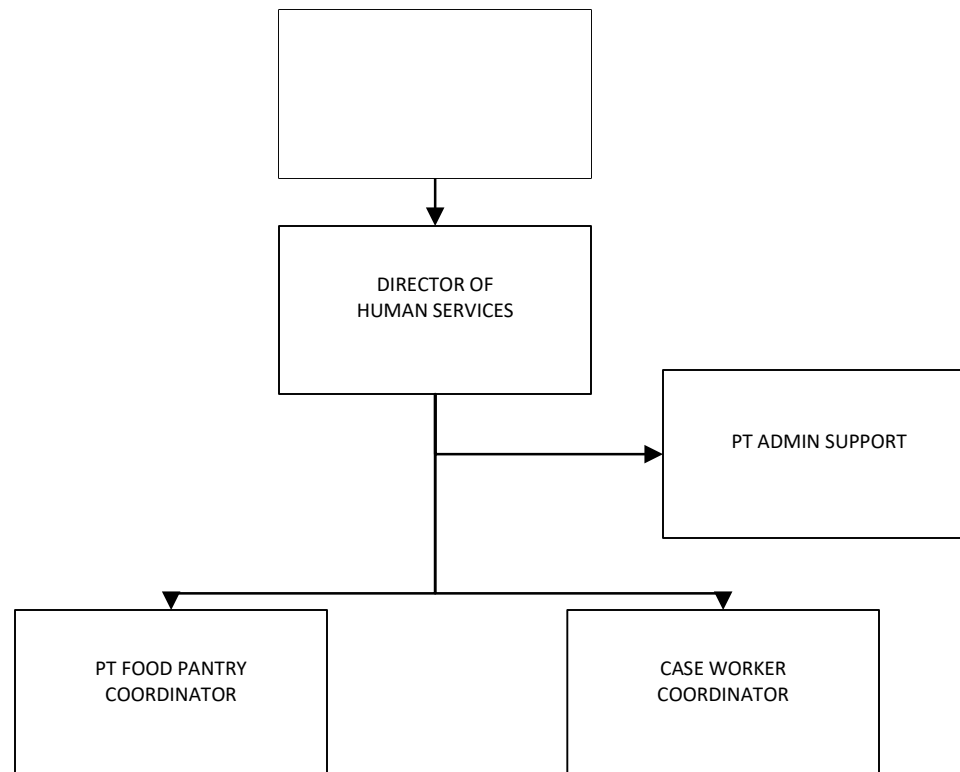 DIRECTOR OF
HUMAN SERVICES
PT ADMIN SUPPORT
PT FOOD PANTRY
COORDINATOR
CASE WORKER
COORDINATOR